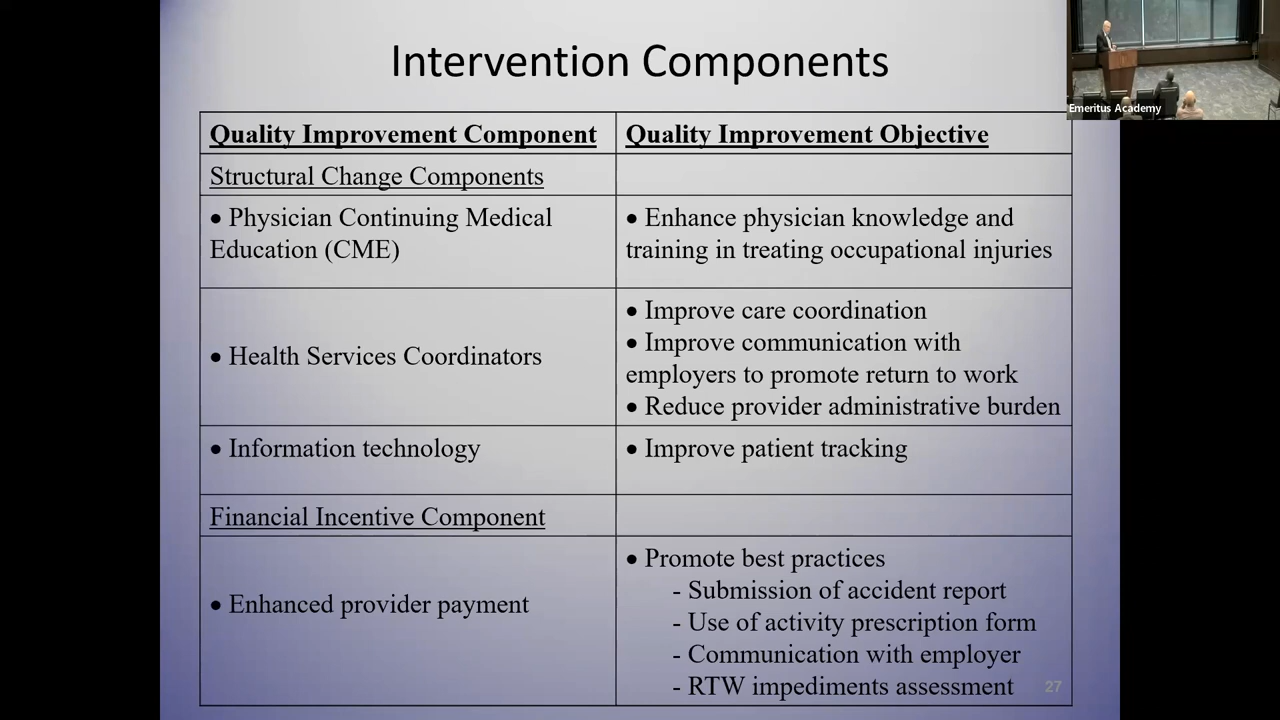 Intervention Components
Emeritus Academy
Quality Improvement Component
Quality Improvement Objective
Structural Change Components
• Physician Continuing Medical
Education (CME)
• Enhance physician knowledge and
training in treating occupational injuries
• Health Services Coordinators
• Improve care coordination
• Improve communication with
employers to promote return to work
• Reduce provider administrative burden
• Information technology
• Improve patient tracking
Financial Incentive Component
• Enhanced provider payment
• Promote best practices
- Submission of accident report
- Use of activity prescription form
- Communication with employer
- RTW impediments assessment
27